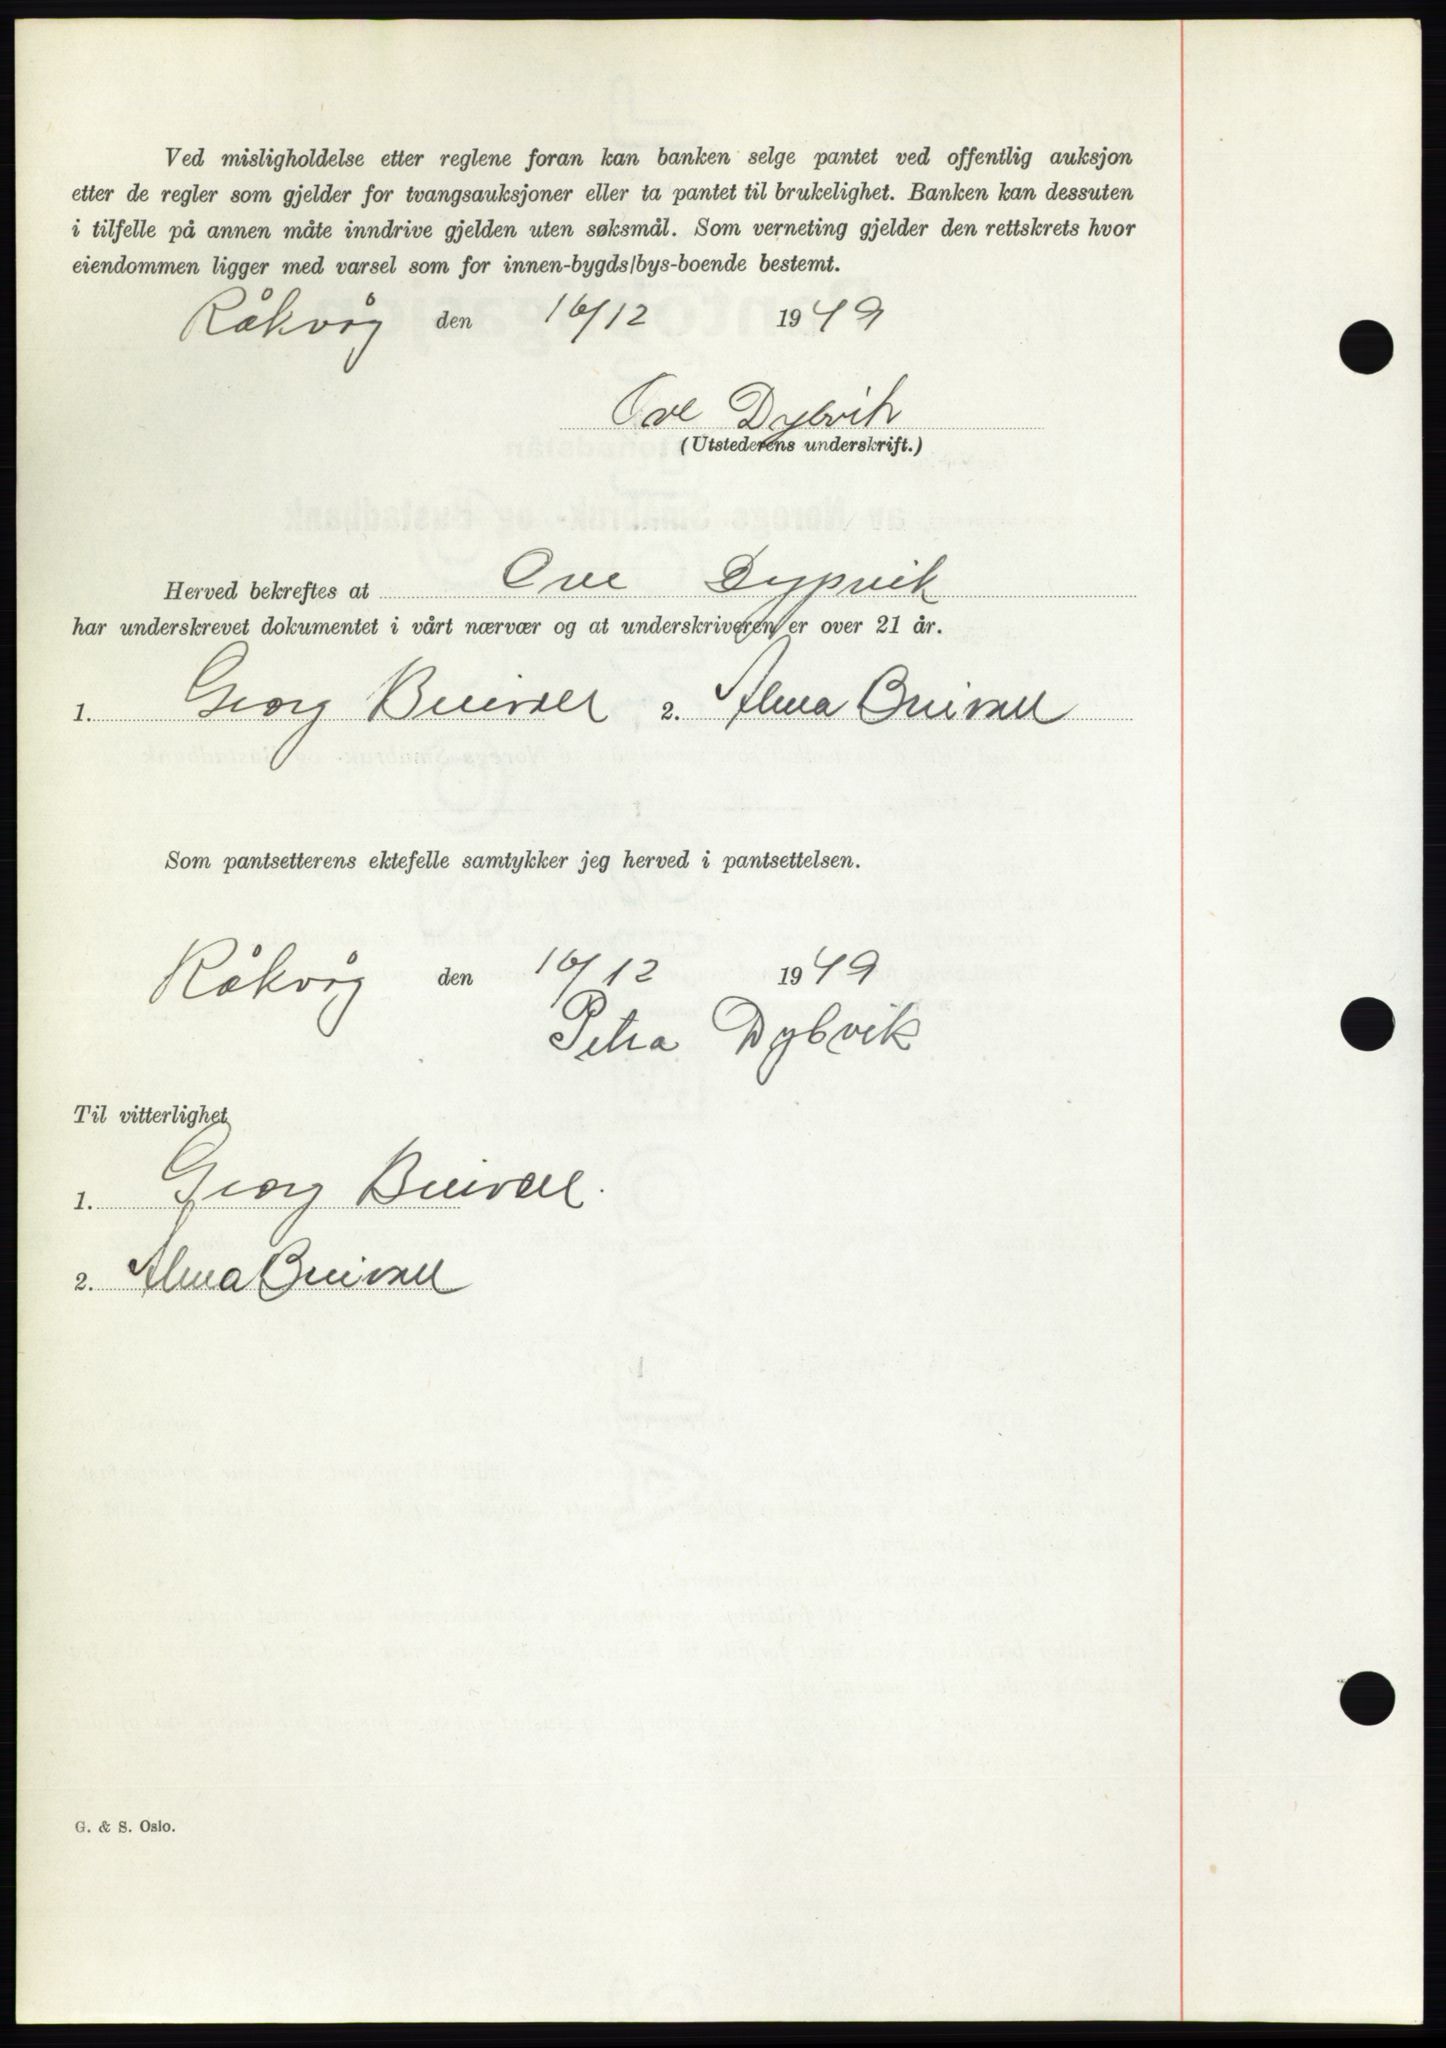 Ved misligholdelse etter reglene foran kan banken selge pantet ved offentlig auksjon
etter de regler som gjelder for tvangsauksjoner eller ta pantet til brukelighet. Banken kan dessuten
i tilfelle på annen måte inndrive gjelden uten søksmål. Som verneting gjelder den rettskrets hvor
eiendommen ligger med varsel som for innen-bygds/bys-boende bestemt.
Råkvåg den 16/12 1949
Ove Dybvik
(Utstederens underskrift.)
Herved bekreftes at Ove Dypvik
har underskrevet dokumentet i vårt nærvær og at underskriveren er over 21 år.
1. Georg Buivall 2. Alma Buivall
Som pantsetterens ektefelle samtykker jeg herved i pantsettelsen.
Råkvåg den 16/12 1949
Petra Dybvik
Til vitterlighet
1. Georg Buivall.
2. Alma Buivall
G. & S. Oslo.